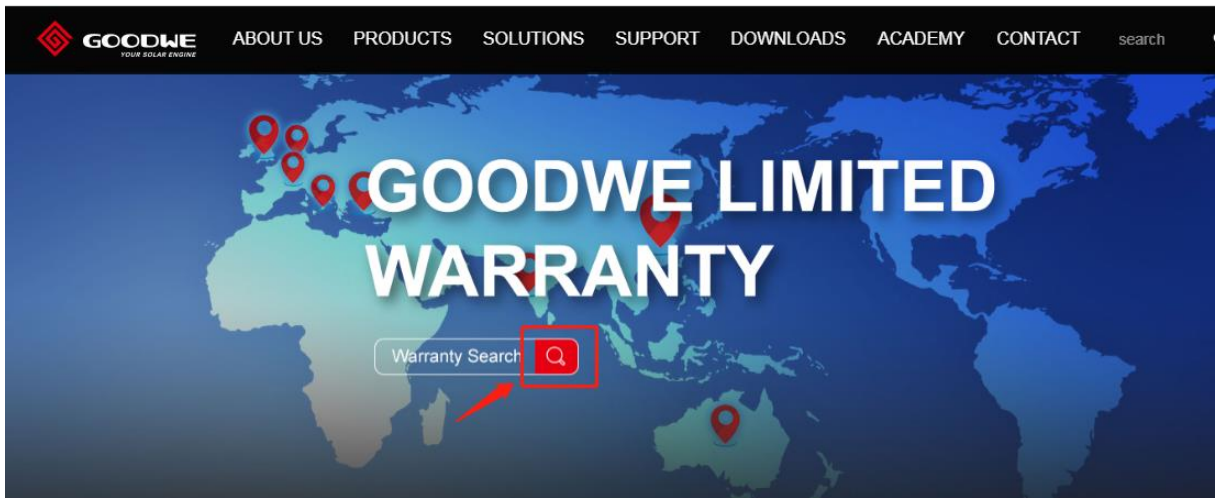 GOODWE
YOUR SOLAR ENGINE
ABOUT US
PRODUCTS
SOLUTIONS
SUPPORT
DOWNLOADS
ACADEMY
CONTACT
search
GOODWE LIMITED
WARRANTY
Warranty Search